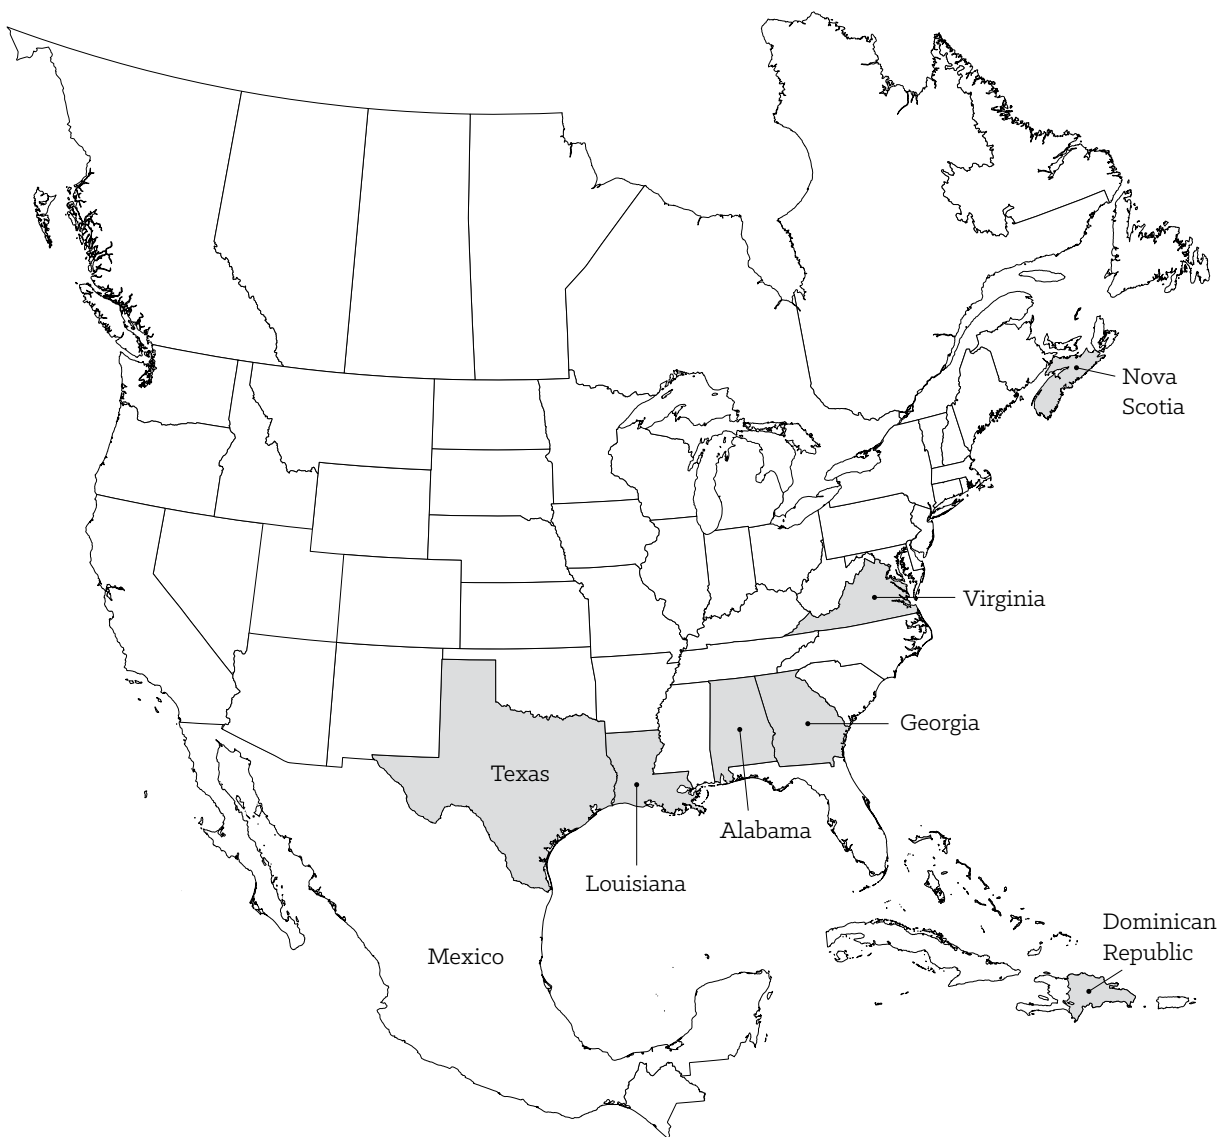 Nova
Scotia
Virginia
Georgia
Texas
Alabama
Louisiana
Dominican
Republic
Mexico